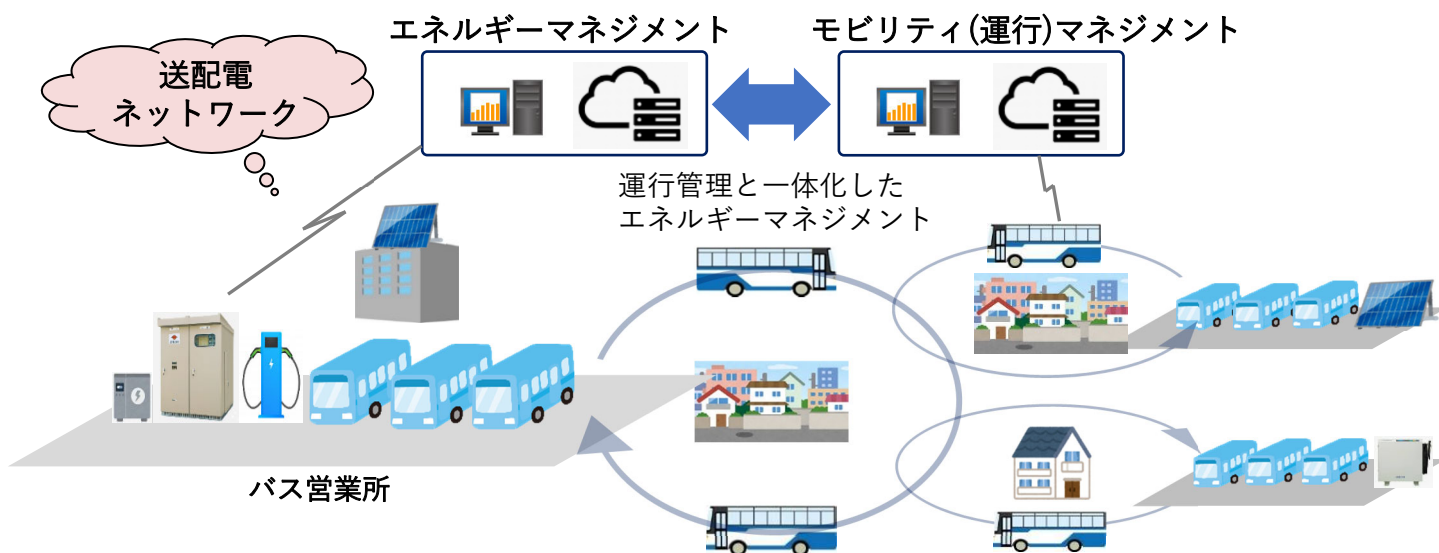 エネルギーマネジメント
モビリティ(運行)マネジメント
送配電
ネットワーク
運行管理と一体化した
エネルギーマネジメント
バス営業所